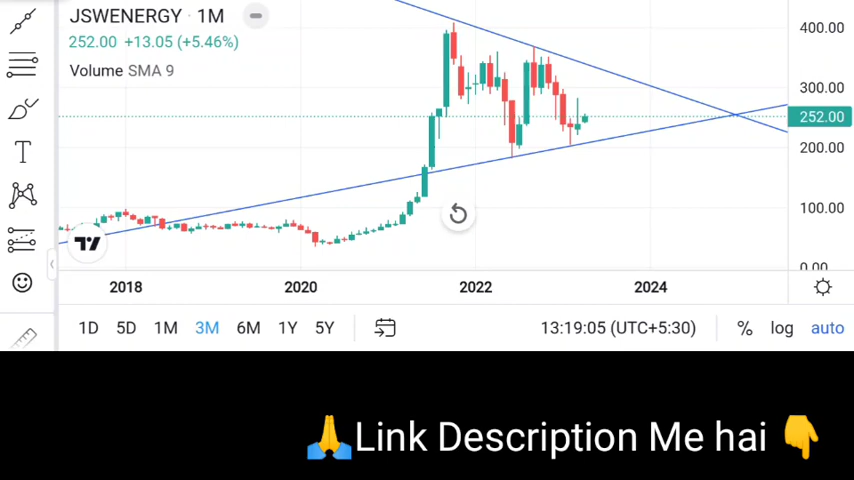 JSWENERGY · 1M
252.00 +13.05 (+5.46%)
Volume SMA 9
400.00
300.00
252.00
200.00
100.00
0.00
2018 2020 2022 2024
1D 5D 1M 3M 6M 1Y 5Y 13:19:05 (UTC+5:30) % log auto
🙏Link Description Me hai 👇